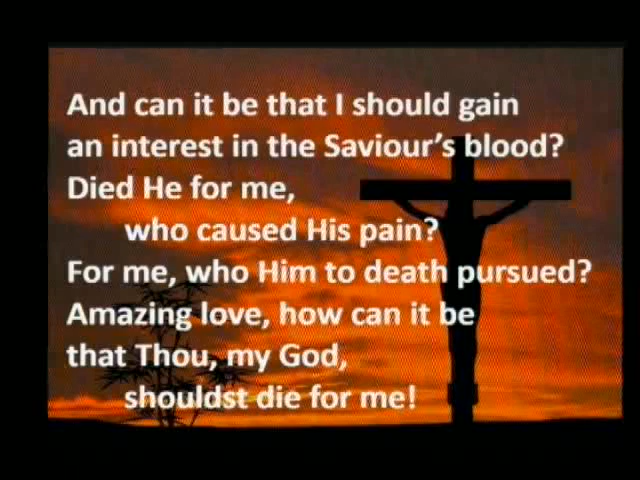 And can it be that I should gain
an interest in the Saviour's blood?
Died He for me,
who caused His pain?
For me, who Him to death pursued?
Amazing love, how can it be
that Thou, my God,
shouldst die for me!